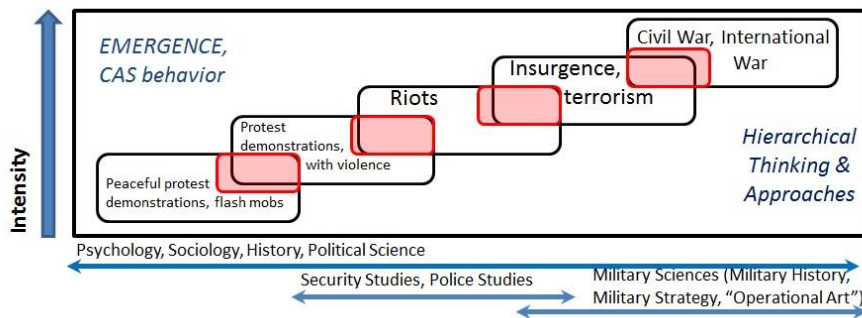 EMERGENCE,
CAS behavior
Civil War, International
War
Insurgence,
terrorism
Riots
Protest
demonstrations,
with violence
Peaceful protest
demonstrations, flash mobs
Hierarchical
Thinking &
Approaches
Intensity
Psychology, Sociology, History, Political Science
Security Studies, Police Studies
Military Sciences (Military History,
Military Strategy, “Operational Art”)